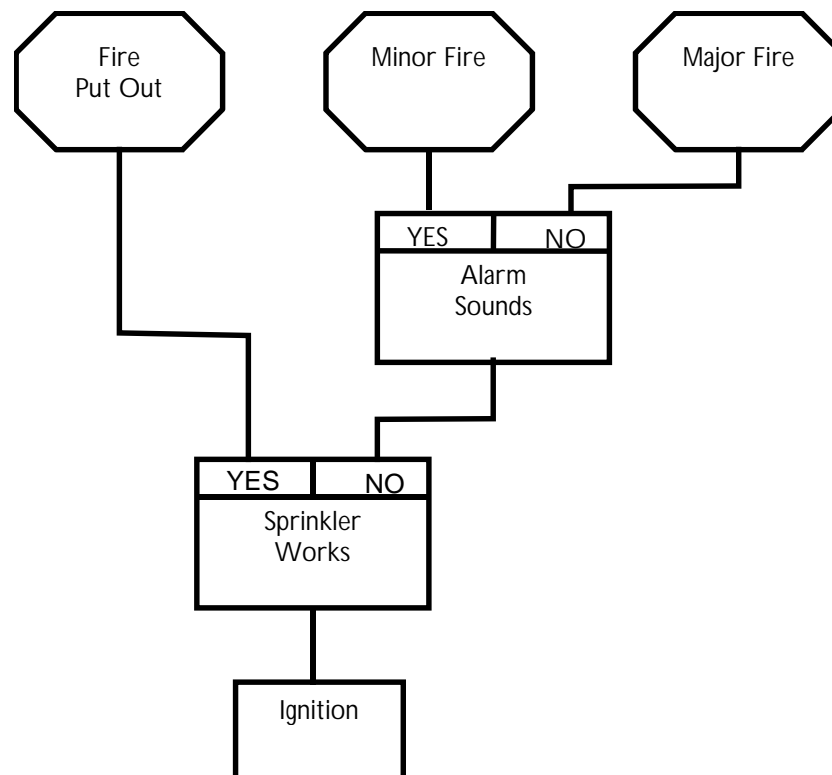 Fire
Put Out
Minor Fire
Major Fire
YES
NO
Alarm
Sounds
YES
NO
Sprinkler
Works
Ignition